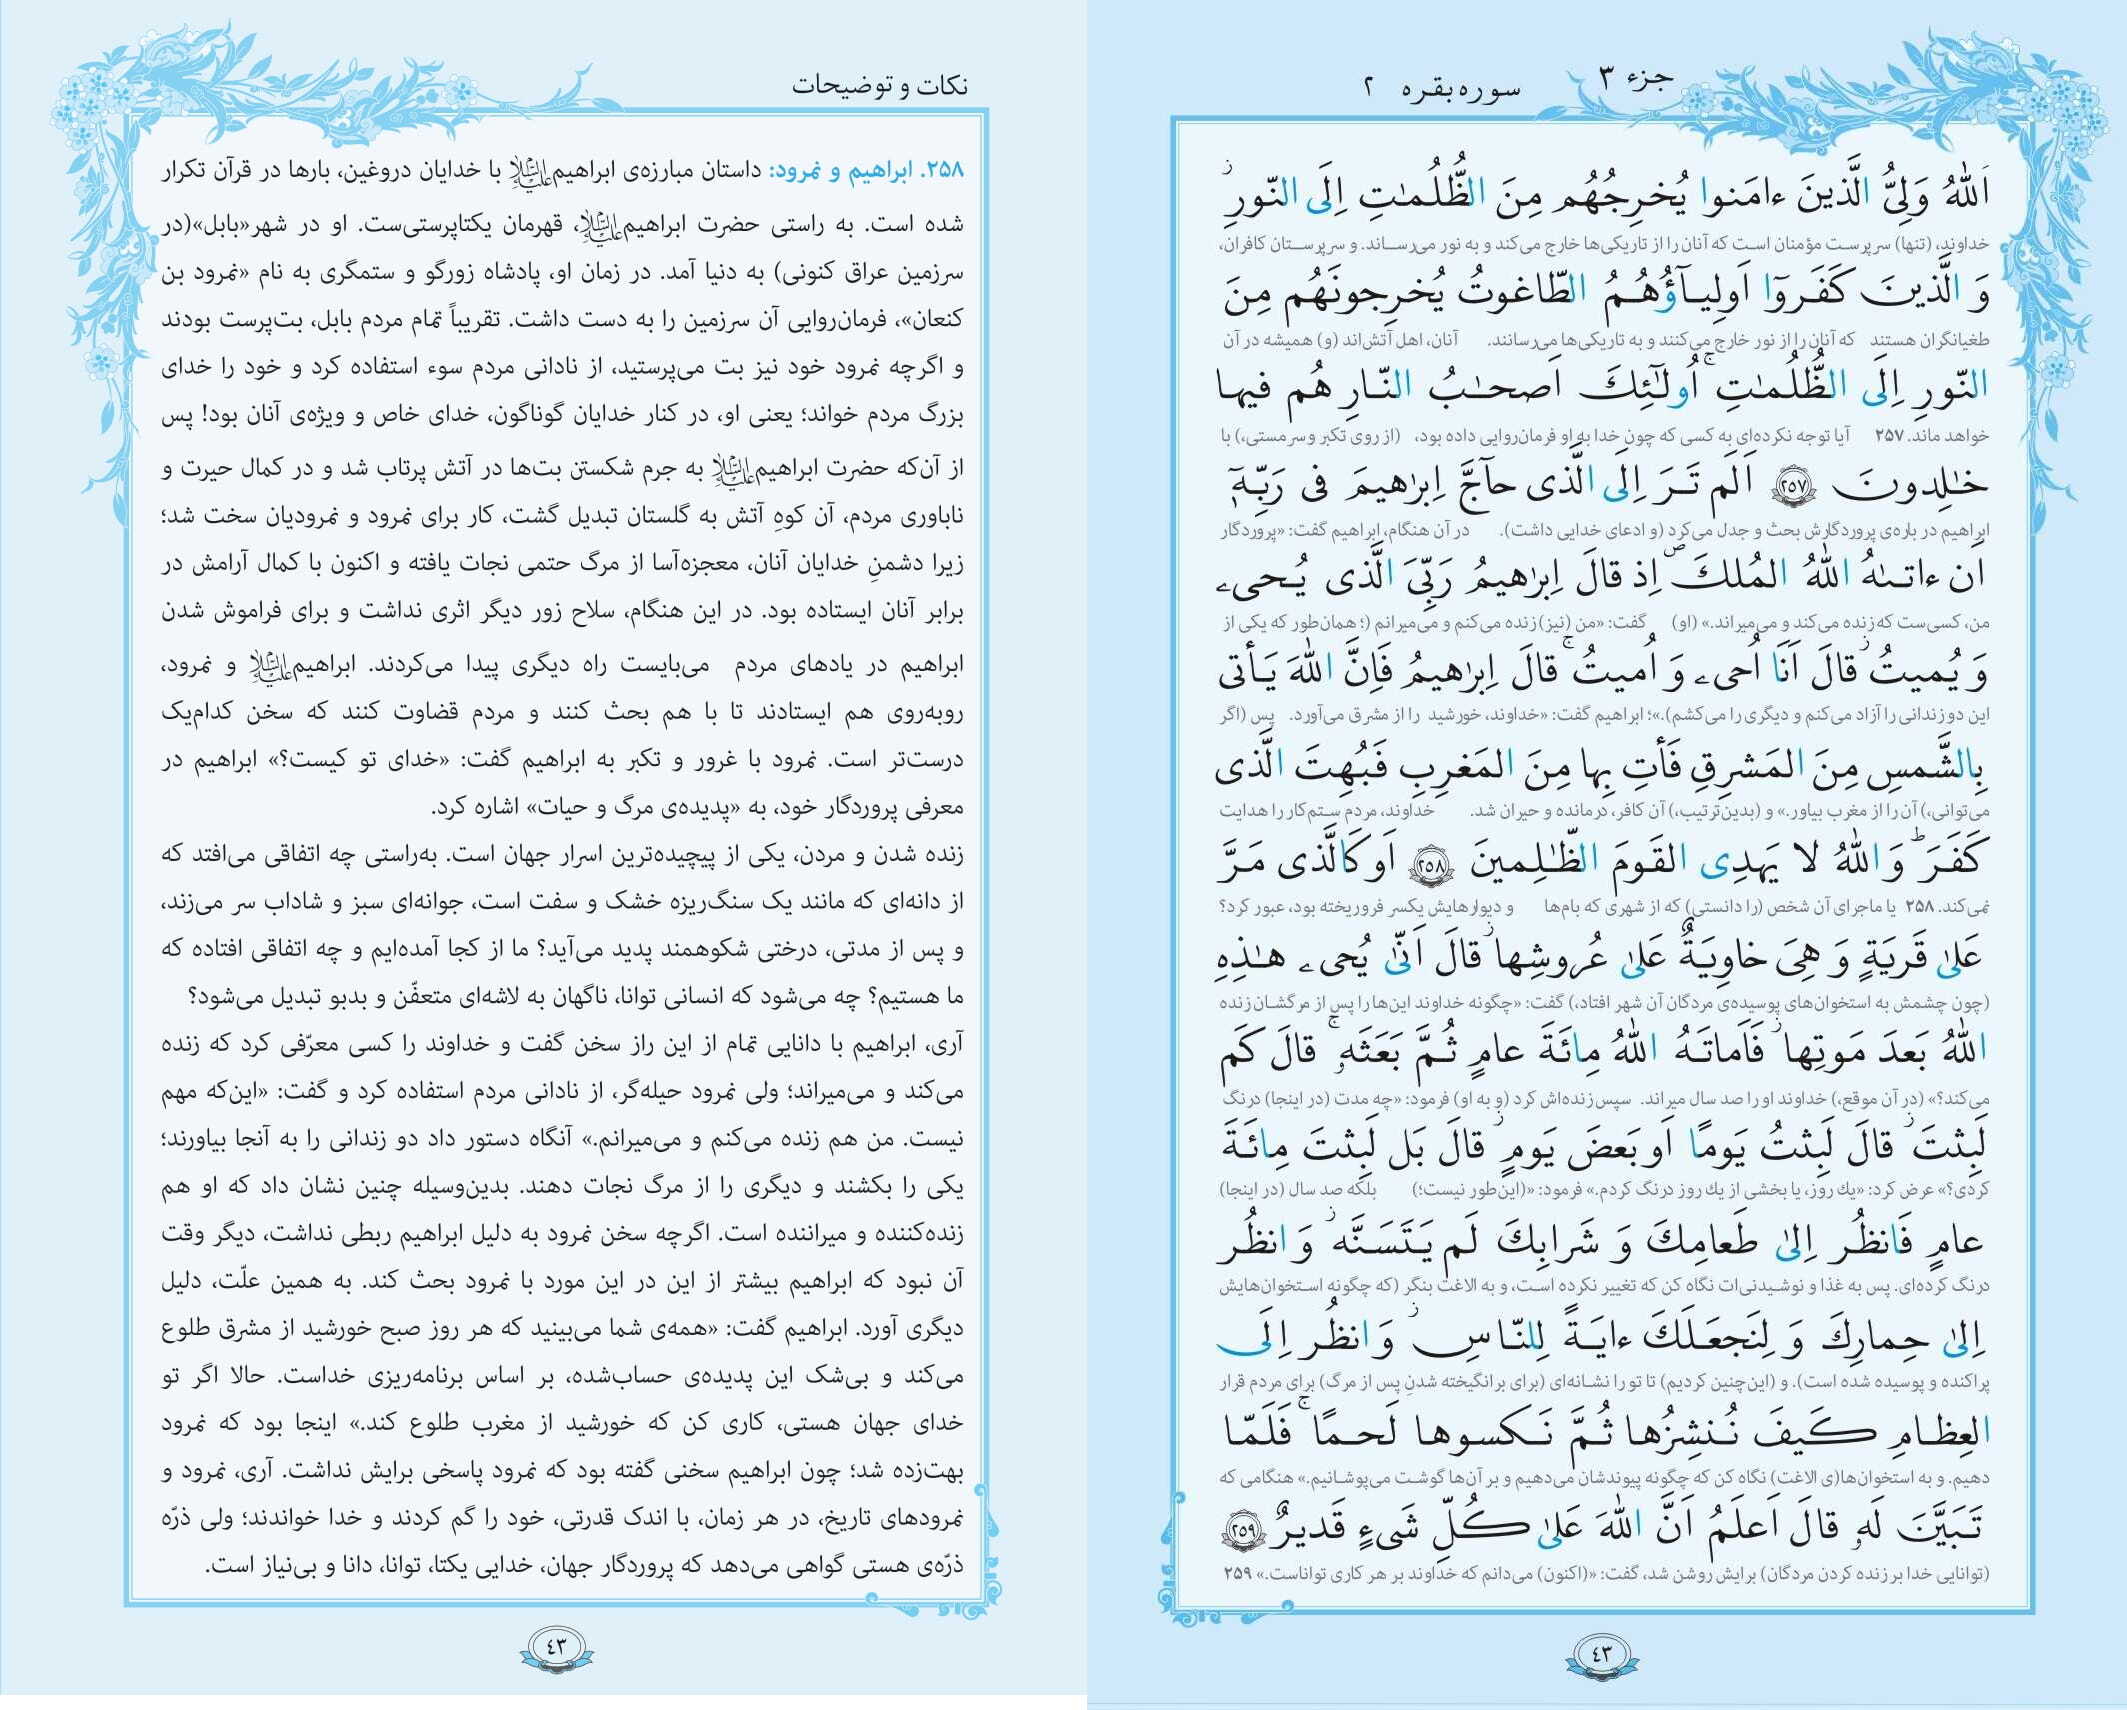 جزء ۳
سوره بقره ۲
اَللّٰهُ وَلِیُّ الَّذینَ ءامَنوا یُخرِجُهُم مِنَ الظُّلُمٰتِ اِلَی النّورِ ز
خداوند، (تنها) سرپرست مؤمنان است که آنان را از تاریکی‌ها خارج می‌کند و به نور می‌رساند. و سرپرستان کافران،
وَ الَّذینَ کَفَروٓا اَولِیـآؤُهُمُ الطّاغوتُ یُخرِجونَهُم مِنَ
طغیانگران هستند که آنان را از نور خارج می‌کنند و به تاریکی‌ها می‌رسانند. آنان، اهل آتش‌اند (و) همیشه در آن
النّورِ اِلَی الظُّلُمٰتِ ۚ اُولٰٓئِكَ اَصحـٰبُ النّـارِ هُم فیها
خواهد ماند. ۲۵۷ آیا توجه نکرده‌ای به کسی که چون خدا به او فرمان‌روایی داده بود، (از روی تکبر و سرمستی،) با
خـٰلِدونَ ﴿۲۵۷﴾ اَلَم تَـرَ اِلَی الَّذی حآجَّ اِبرٰهیمَ فی رَبِّهٖٓ
ابراهیم در باره‌ی پروردگارش بحث و جدل می‌کرد (و ادعای خدایی داشت). در آن هنگام، ابراهیم گفت: «پروردگار
اَن ءاتـىٰهُ اللّٰهُ المُلكَ ۘ اِذ قالَ اِبرٰهیمُ رَبِّیَ الَّذی یُـحیۦ
من، کسی‌ست که زنده می‌کند و می‌میراند.» (او) گفت: «من (نیز) زنده می‌کنم و می‌میرانم (؛ همان‌طور که یکی از
وَ یُمیتُ ز قالَ اَنَا اُحیۦ وَ اُمیتُ ۚ قالَ اِبرٰهیمُ فَاِنَّ اللّٰهَ یَـأتی
این دو زندانی را آزاد می‌کنم و دیگری را می‌کشم).»؛ ابراهیم گفت: «خداوند، خورشید را از مشرق می‌آورد. پس (اگر
بِالشَّمسِ مِنَ المَشرِقِ فَأتِ بِها مِنَ المَغرِبِ فَبُهِتَ الَّذی
می‌توانی،) آن را از مغرب بیاور.» و (بدین‌ترتیب،) آن کافر، درمانده و حیران شد. خداوند، مردم ستم‌کار را هدایت
کَفَرَ ؕ وَ اللّٰهُ لا یَهدِی القَومَ الظّـٰلِمینَ ﴿۲۵۸﴾ اَو کَالَّذی مَرَّ
نمی‌کند. ۲۵۸ یا ماجرای آن شخص (را دانستی) که از شهری که بام‌ها و دیوارهایش یکسر فروریخته بود، عبور کرد؟
عَلیٰ قَریَةٍ وَ هِیَ خاوِیَةٌ عَلیٰ عُروشِها ز قالَ اَنّیٰ یُحیۦ هـٰذِهِ
(چون چشمش به استخوان‌های پوسیده‌ی مردگان آن شهر افتاد،) گفت: «چگونه خداوند این‌ها را پس از مرگشان زنده
اللّٰهُ بَعدَ مَوتِها ز فَاَماتَـهُ اللّٰهُ مِائَةَ عامٍ ثُـمَّ بَعَثَهٗ ۚ قالَ کَم
می‌کند؟» (در آن موقع،) خداوند او را صد سال میراند. سپس زنده‌اش کرد (و به او) فرمود: «چه مدت (در اینجا) درنگ
لَبِثتَ ز قالَ لَبِثتُ یَومًا اَو بَعضَ یَومٍ ز قالَ بَل لَبِثتَ مِائَةَ
کردی؟» عرض کرد: «یك روز، یا بخشی از یك روز درنگ کردم.» فرمود: «(این‌طور نیست؛) بلکه صد سال (در اینجا)
عامٍ فَانظُر اِلیٰ طَعامِكَ وَ شَرابِكَ لَم یَـتَسَنَّه ز وَ انظُر
درنگ کرده‌ای. پس به غذا و نوشیدنی‌ات نگاه کن که تغییر نکرده است، و به الاغت بنگر (که چگونه استخوان‌هایش
اِلیٰ حِمارِكَ وَ لِنَجعَلَكَ ءایَـةً لِلنّـاسِ ز وَ انظُر اِلَی
پراکنده و پوسیده شده است). و (این‌چنین کردیم) تا تو را نشانه‌ای (برای برانگیخته شدنِ پس از مرگ) برای مردم قرار
العِظـامِ کَـیفَ نُـنشِزُها ثُـمَّ نَـکسوها لَحـمًا ۚ فَلَمّا
دهیم. و به استخوان‌ها(ی الاغت) نگاه کن که چگونه پیوندشان می‌دهیم و بر آن‌ها گوشت می‌پوشانیم.» هنگامی که
تَـبَیَّنَ لَهٗ قالَ اَعلَمُ اَنَّ اللّٰهَ عَلیٰ کُـلِّ شَیءٍ قَدیرٌ ﴿۲۵۹﴾
(توانایی خدا بر زنده کردن مردگان) برایش روشن شد، گفت: «(اکنون) می‌دانم که خداوند بر هر کاری تواناست.» ۲۵۹
۴۳
نکات و توضیحات
۲۵۸. ابراهیم و نمرود: داستان مبارزه‌ی ابراهیم علیه‌السلام با خدایان دروغین، بارها در قرآن تکرار
شده است. به راستی حضرت ابراهیم علیه‌السلام، قهرمان یکتاپرستی‌ست. او در شهر «بابل» (در
سرزمین عراق کنونی) به دنیا آمد. در زمان او، پادشاه زورگو و ستمگری به نام «نمرود بن
کنعان»، فرمان‌روایی آن سرزمین را به دست داشت. تقریباً تمام مردم بابل، بت‌پرست بودند
و اگرچه نمرود خود نیز بت می‌پرستید، از نادانی مردم سوء استفاده کرد و خود را خدای
بزرگ مردم خواند؛ یعنی او، در کنار خدایان گوناگون، خدای خاص و ویژه‌ی آنان بود! پس
از آن‌که حضرت ابراهیم علیه‌السلام به جرم شکستن بت‌ها در آتش پرتاب شد و در کمال حیرت و
ناباوری مردم، آن کوهِ آتش به گلستان تبدیل گشت، کار برای نمرود و نمرودیان سخت شد؛
زیرا دشمنِ خدایان آنان، معجزه‌آسا از مرگ حتمی نجات یافته و اکنون با کمال آرامش در
برابر آنان ایستاده بود. در این هنگام، سلاح زور دیگر اثری نداشت و برای فراموش شدن
ابراهیم در یادهای مردم می‌بایست راه دیگری پیدا می‌کردند. ابراهیم علیه‌السلام و نمرود،
روبه‌روی هم ایستادند تا با هم بحث کنند و مردم قضاوت کنند که سخن کدام‌یک
درست‌تر است. نمرود با غرور و تکبر به ابراهیم گفت: «خدای تو کیست؟» ابراهیم در
معرفی پروردگار خود، به «پدیده‌ی مرگ و حیات» اشاره کرد.
زنده شدن و مردن، یکی از پیچیده‌ترین اسرار جهان است. به‌راستی چه اتفاقی می‌افتد که
از دانه‌ای که مانند یک سنگ‌ریزه خشک و سفت است، جوانه‌ای سبز و شاداب سر می‌زند،
و پس از مدتی، درختی شکوهمند پدید می‌آید؟ ما از کجا آمده‌ایم و چه اتفاقی افتاده که
ما هستیم؟ چه می‌شود که انسانی توانا، ناگهان به لاشه‌ای متعفّن و بدبو تبدیل می‌شود؟
آری، ابراهیم با دانایی تمام از این راز سخن گفت و خداوند را کسی معرّفی کرد که زنده
می‌کند و می‌میراند؛ ولی نمرود حیله‌گر، از نادانی مردم استفاده کرد و گفت: «این‌که مهم
نیست. من هم زنده می‌کنم و می‌میرانم.» آنگاه دستور داد دو زندانی را به آنجا بیاورند؛
یکی را بکشند و دیگری را از مرگ نجات دهند. بدین‌وسیله چنین نشان داد که او هم
زنده‌کننده و میراننده است. اگرچه سخن نمرود به دلیل ابراهیم ربطی نداشت، دیگر وقت
آن نبود که ابراهیم بیشتر از این در این مورد با نمرود بحث کند. به همین علّت، دلیل
دیگری آورد. ابراهیم گفت: «همه‌ی شما می‌بینید که هر روز صبح خورشید از مشرق طلوع
می‌کند و بی‌شک این پدیده‌ی حساب‌شده، بر اساس برنامه‌ریزی خداست. حالا اگر تو
خدای جهان هستی، کاری کن که خورشید از مغرب طلوع کند.» اینجا بود که نمرود
بهت‌زده شد؛ چون ابراهیم سخنی گفته بود که نمرود پاسخی برایش نداشت. آری، نمرود و
نمرودهای تاریخ، در هر زمان، با اندک قدرتی، خود را گم کردند و خدا خواندند؛ ولی ذرّه
ذرّه‌ی هستی گواهی می‌دهد که پروردگار جهان، خدایی یکتا، توانا، دانا و بی‌نیاز است.
۴۳